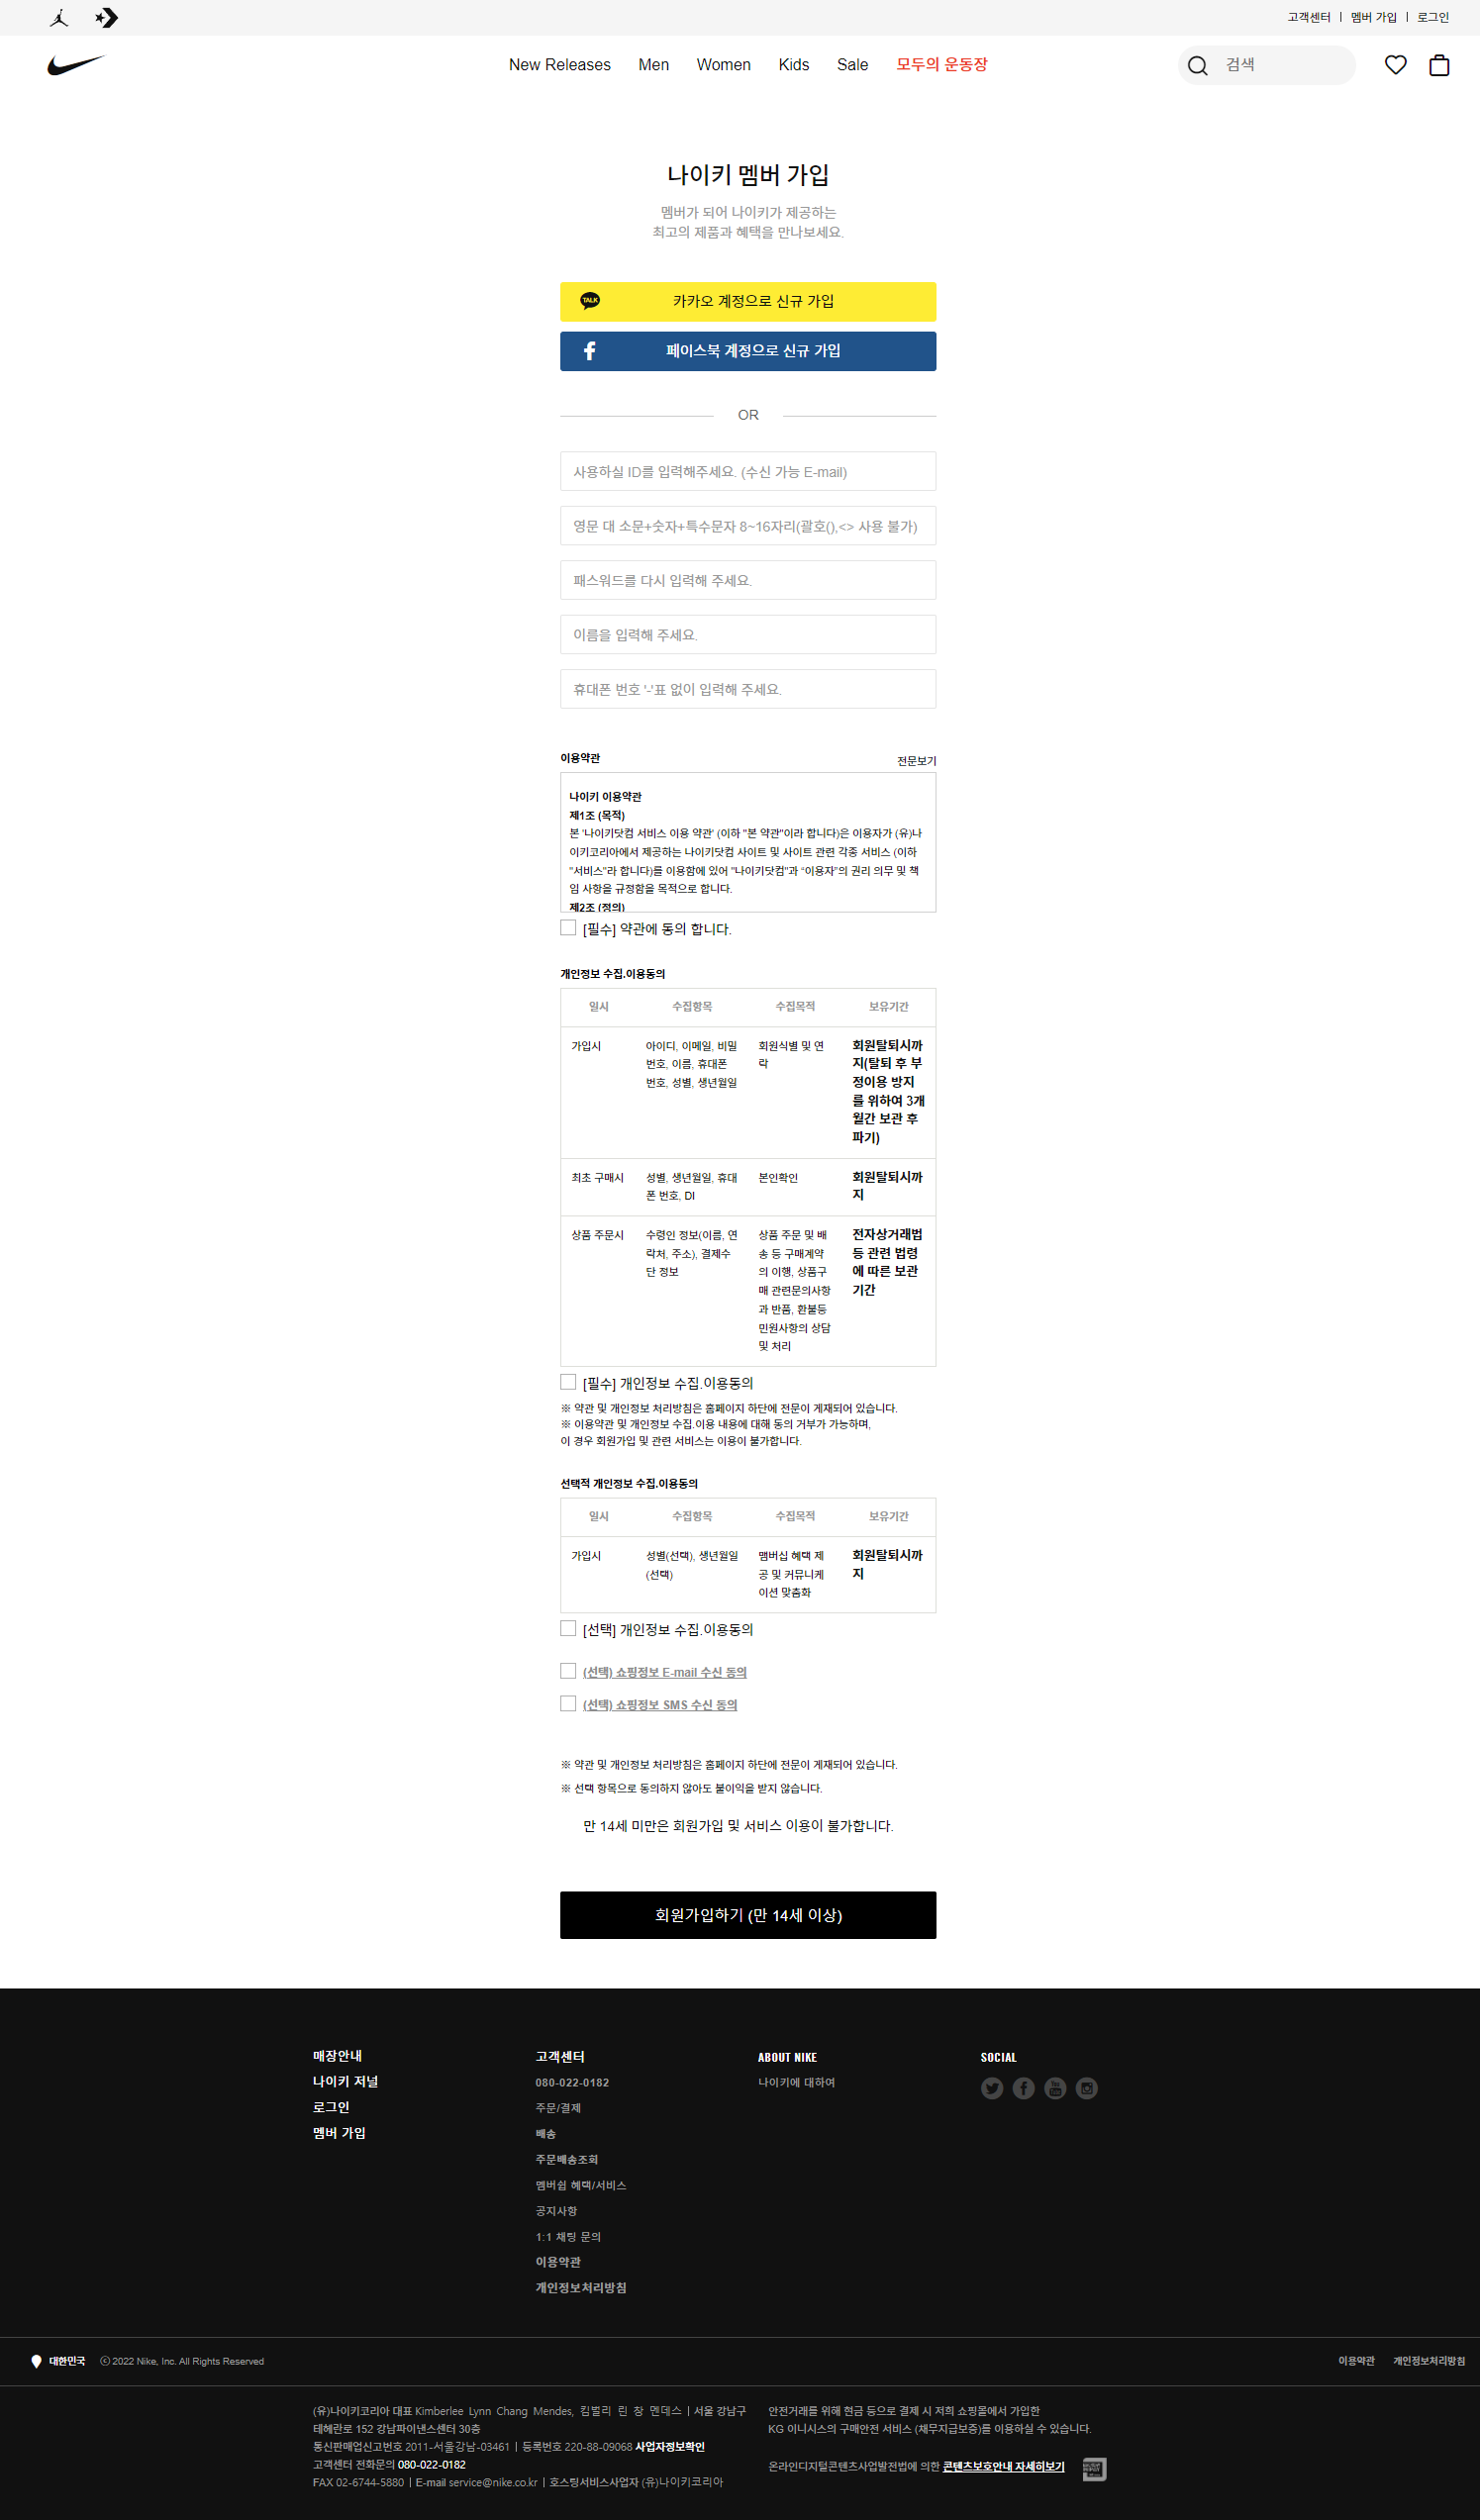 고객센터 | 멤버 가입 | 로그인
New Releases Men Women Kids Sale 모두의 운동장 검색
나이키 멤버 가입
멤버가 되어 나이키가 제공하는
최고의 제품과 혜택을 만나보세요.
TALK 카카오 계정으로 신규 가입
페이스북 계정으로 신규 가입
OR
사용하실 ID를 입력해주세요. (수신 가능 E-mail)
영문 대 소문+숫자+특수문자 8~16자리(괄호(),<> 사용 불가)
패스워드를 다시 입력해 주세요.
이름을 입력해 주세요.
휴대폰 번호 '-'표 없이 입력해 주세요.
이용약관 전문보기
나이키 이용약관
제1조 (목적)
본 '나이키닷컴 서비스 이용 약관' (이하 "본 약관"이라 합니다)은 이용자가 (유)나
이키코리아에서 제공하는 나이키닷컴 사이트 및 사이트 관련 각종 서비스 (이하
"서비스"라 합니다)를 이용함에 있어 "나이키닷컴"과 “이용자”의 권리 의무 및 책
임 사항을 규정함을 목적으로 합니다.
제2조 (정의)
[필수] 약관에 동의 합니다.
개인정보 수집.이용동의
일시 수집항목 수집목적 보유기간
가입시
아이디, 이메일, 비밀
번호, 이름, 휴대폰
번호, 성별, 생년월일
회원식별 및 연
락
회원탈퇴시까
지(탈퇴 후 부
정이용 방지
를 위하여 3개
월간 보관 후
파기)
최초 구매시
성별, 생년월일, 휴대
폰 번호, DI
본인확인
회원탈퇴시까
지
상품 주문시
수령인 정보(이름, 연
락처, 주소), 결제수
단 정보
상품 주문 및 배
송 등 구매계약
의 이행, 상품구
매 관련문의사항
과 반품, 환불등
민원사항의 상담
및 처리
전자상거래법
등 관련 법령
에 따른 보관
기간
[필수] 개인정보 수집.이용동의
※ 약관 및 개인정보 처리방침은 홈페이지 하단에 전문이 게재되어 있습니다.
※ 이용약관 및 개인정보 수집.이용 내용에 대해 동의 거부가 가능하며,
이 경우 회원가입 및 관련 서비스는 이용이 불가합니다.
선택적 개인정보 수집.이용동의
일시 수집항목 수집목적 보유기간
가입시
성별(선택), 생년월일
(선택)
맴버십 혜택 제
공 및 커뮤니케
이션 맞춤화
회원탈퇴시까
지
[선택] 개인정보 수집.이용동의
(선택) 쇼핑정보 E-mail 수신 동의
(선택) 쇼핑정보 SMS 수신 동의
※ 약관 및 개인정보 처리방침은 홈페이지 하단에 전문이 게재되어 있습니다.
※ 선택 항목으로 동의하지 않아도 불이익을 받지 않습니다.
만 14세 미만은 회원가입 및 서비스 이용이 불가합니다.
회원가입하기 (만 14세 이상)
매장안내
나이키 저널
로그인
멤버 가입
고객센터
080-022-0182
주문/결제
배송
주문배송조회
멤버쉽 혜택/서비스
공지사항
1:1 채팅 문의
이용약관
개인정보처리방침
ABOUT NIKE
나이키에 대하여
SOCIAL
대한민국 ⓒ 2022 Nike, Inc. All Rights Reserved 이용약관 개인정보처리방침
(유)나이키코리아 대표 Kimberlee Lynn Chang Mendes, 킴벌리 린 창 멘데스 | 서울 강남구
테헤란로 152 강남파이낸스센터 30층
통신판매업신고번호 2011-서울강남-03461 | 등록번호 220-88-09068 사업자정보확인
고객센터 전화문의 080-022-0182
FAX 02-6744-5880 | E-mail service@nike.co.kr | 호스팅서비스사업자 (유)나이키코리아
안전거래를 위해 현금 등으로 결제 시 저희 쇼핑몰에서 가입한
KG 이니시스의 구매안전 서비스 (채무지급보증)를 이용하실 수 있습니다.
온라인디지털콘텐츠사업발전법에 의한 콘텐츠보호안내 자세히보기